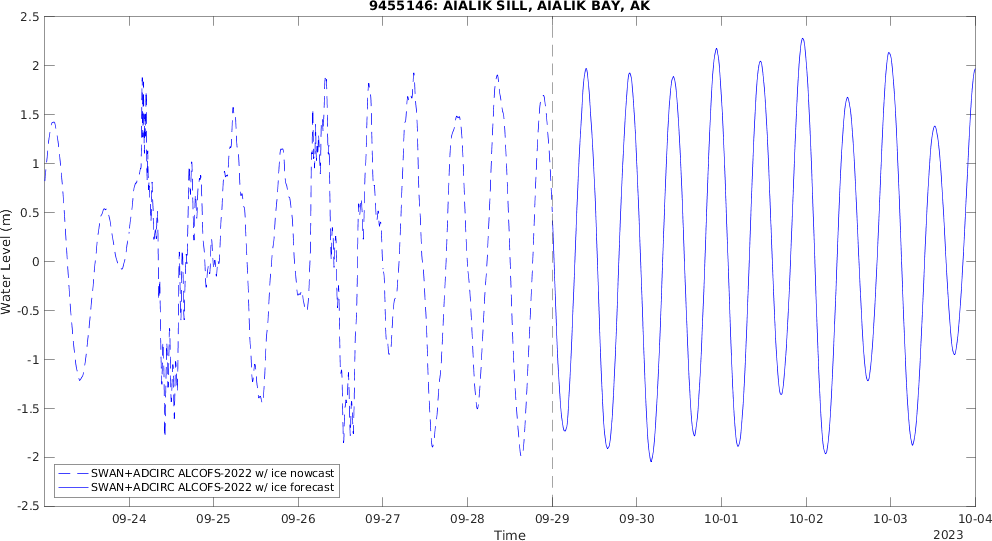 9455146: AIALIK SILL, AIALIK BAY, AK
2.5
2
1.5
1
0.5
0
-0.5
-1
-1.5
-2
-2.5
Water Level (m)
SWAN+ADCIRC ALCOFS-2022 w/ ice nowcast
SWAN+ADCIRC ALCOFS-2022 w/ ice forecast
09-24 09-25 09-26 09-27 09-28 09-29 09-30 10-01 10-02 10-03 10-04
Time
2023